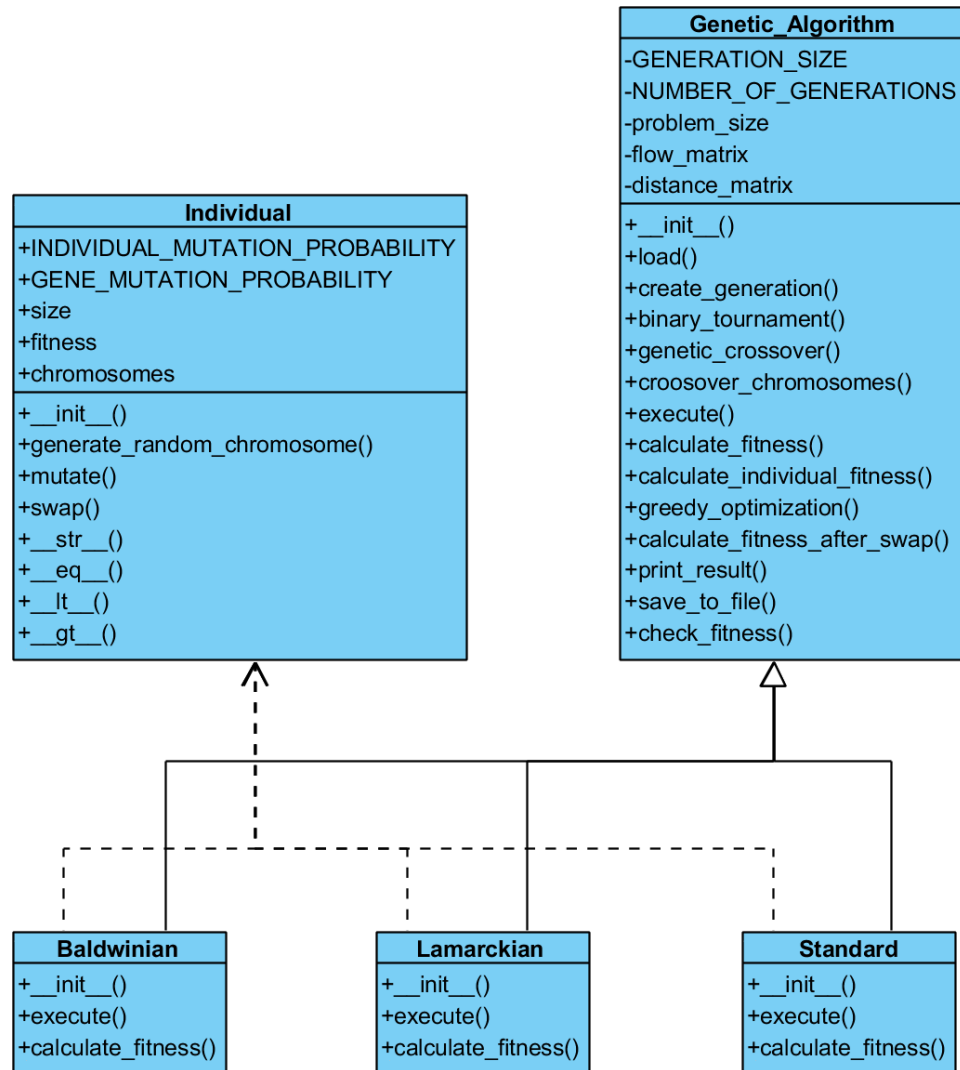 Genetic_Algorithm
-GENERATION_SIZE
-NUMBER_OF_GENERATIONS
-problem_size
-flow_matrix
-distance_matrix
+__init__()
+load()
+create_generation()
+binary_tournament()
+genetic_crossover()
+croosover_chromosomes()
+execute()
+calculate_fitness()
+calculate_individual_fitness()
+greedy_optimization()
+calculate_fitness_after_swap()
+print_result()
+save_to_file()
+check_fitness()
Individual
+INDIVIDUAL_MUTATION_PROBABILITY
+GENE_MUTATION_PROBABILITY
+size
+fitness
+chromosomes
+__init__()
+generate_random_chromosome()
+mutate()
+swap()
+__str__()
+__eq__()
+__lt__()
+__gt__()
Baldwinian
+__init__()
+execute()
+calculate_fitness()
Lamarckian
+__init__()
+execute()
+calculate_fitness()
Standard
+__init__()
+execute()
+calculate_fitness()